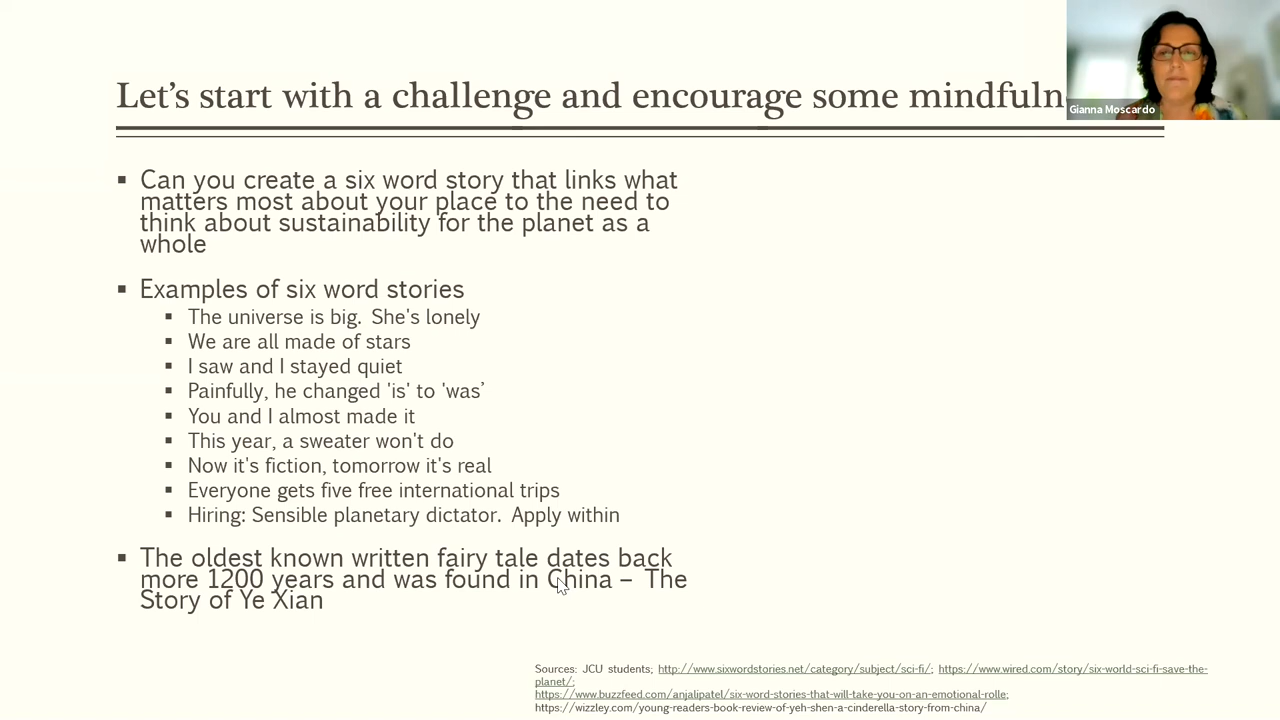 Let's start with a challenge and encourage some mindfuln
Gianna Moscardo
▪ Can you create a six word story that links what
matters most about your place to the need to
think about sustainability for the planet as a
whole
▪ Examples of six word stories
▪ The universe is big. She's lonely
▪ We are all made of stars
▪ I saw and I stayed quiet
▪ Painfully, he changed 'is' to 'was’
▪ You and I almost made it
▪ This year, a sweater won't do
▪ Now it's fiction, tomorrow it's real
▪ Everyone gets five free international trips
▪ Hiring: Sensible planetary dictator. Apply within
▪ The oldest known written fairy tale dates back
more 1200 years and was found in China – The
Story of Ye Xian
Sources: JCU students; http://www.sixwordstories.net/category/subject/sci-fi/; https://www.wired.com/story/six-world-sci-fi-save-the-
planet/;
https://www.buzzfeed.com/anjalipatel/six-word-stories-that-will-take-you-on-an-emotional-rolle;
https://wizzley.com/young-readers-book-review-of-yeh-shen-a-cinderella-story-from-china/